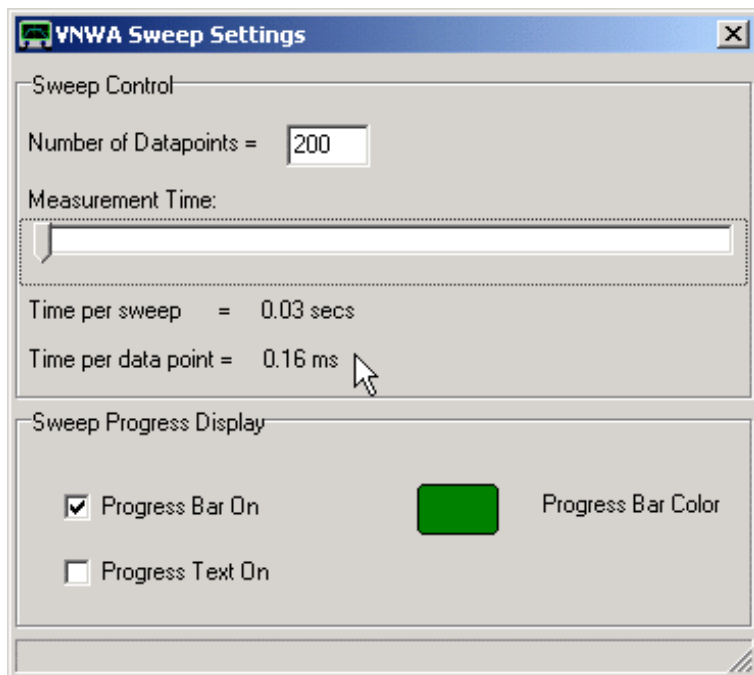 VNWA Sweep Settings
Sweep Control
Number of Datapoints = 200
Measurement Time:
Time per sweep = 0.03 secs
Time per data point = 0.16 ms
Sweep Progress Display
Progress Bar On
Progress Bar Color
Progress Text On